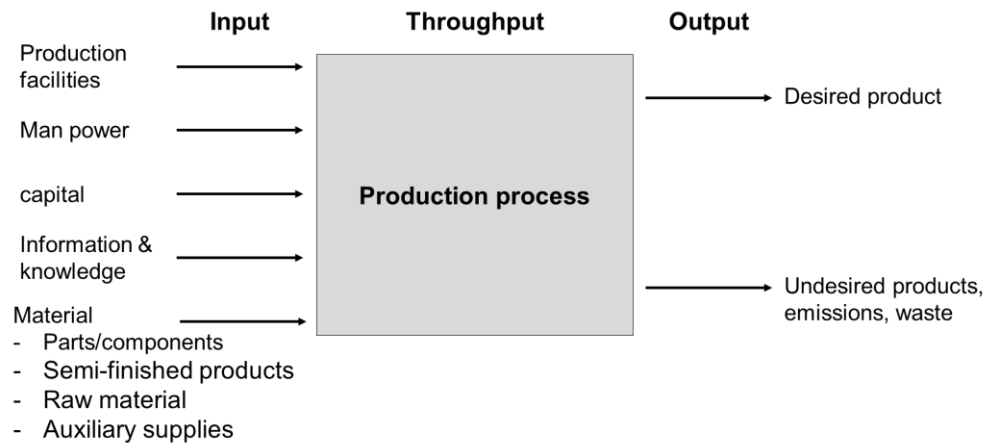 Input
Throughput
Output
Production
facilities
Man power
capital
Information &
knowledge
Material
- Parts/components
- Semi-finished products
- Raw material
- Auxiliary supplies
Production process
Desired product
Undesired products,
emissions, waste